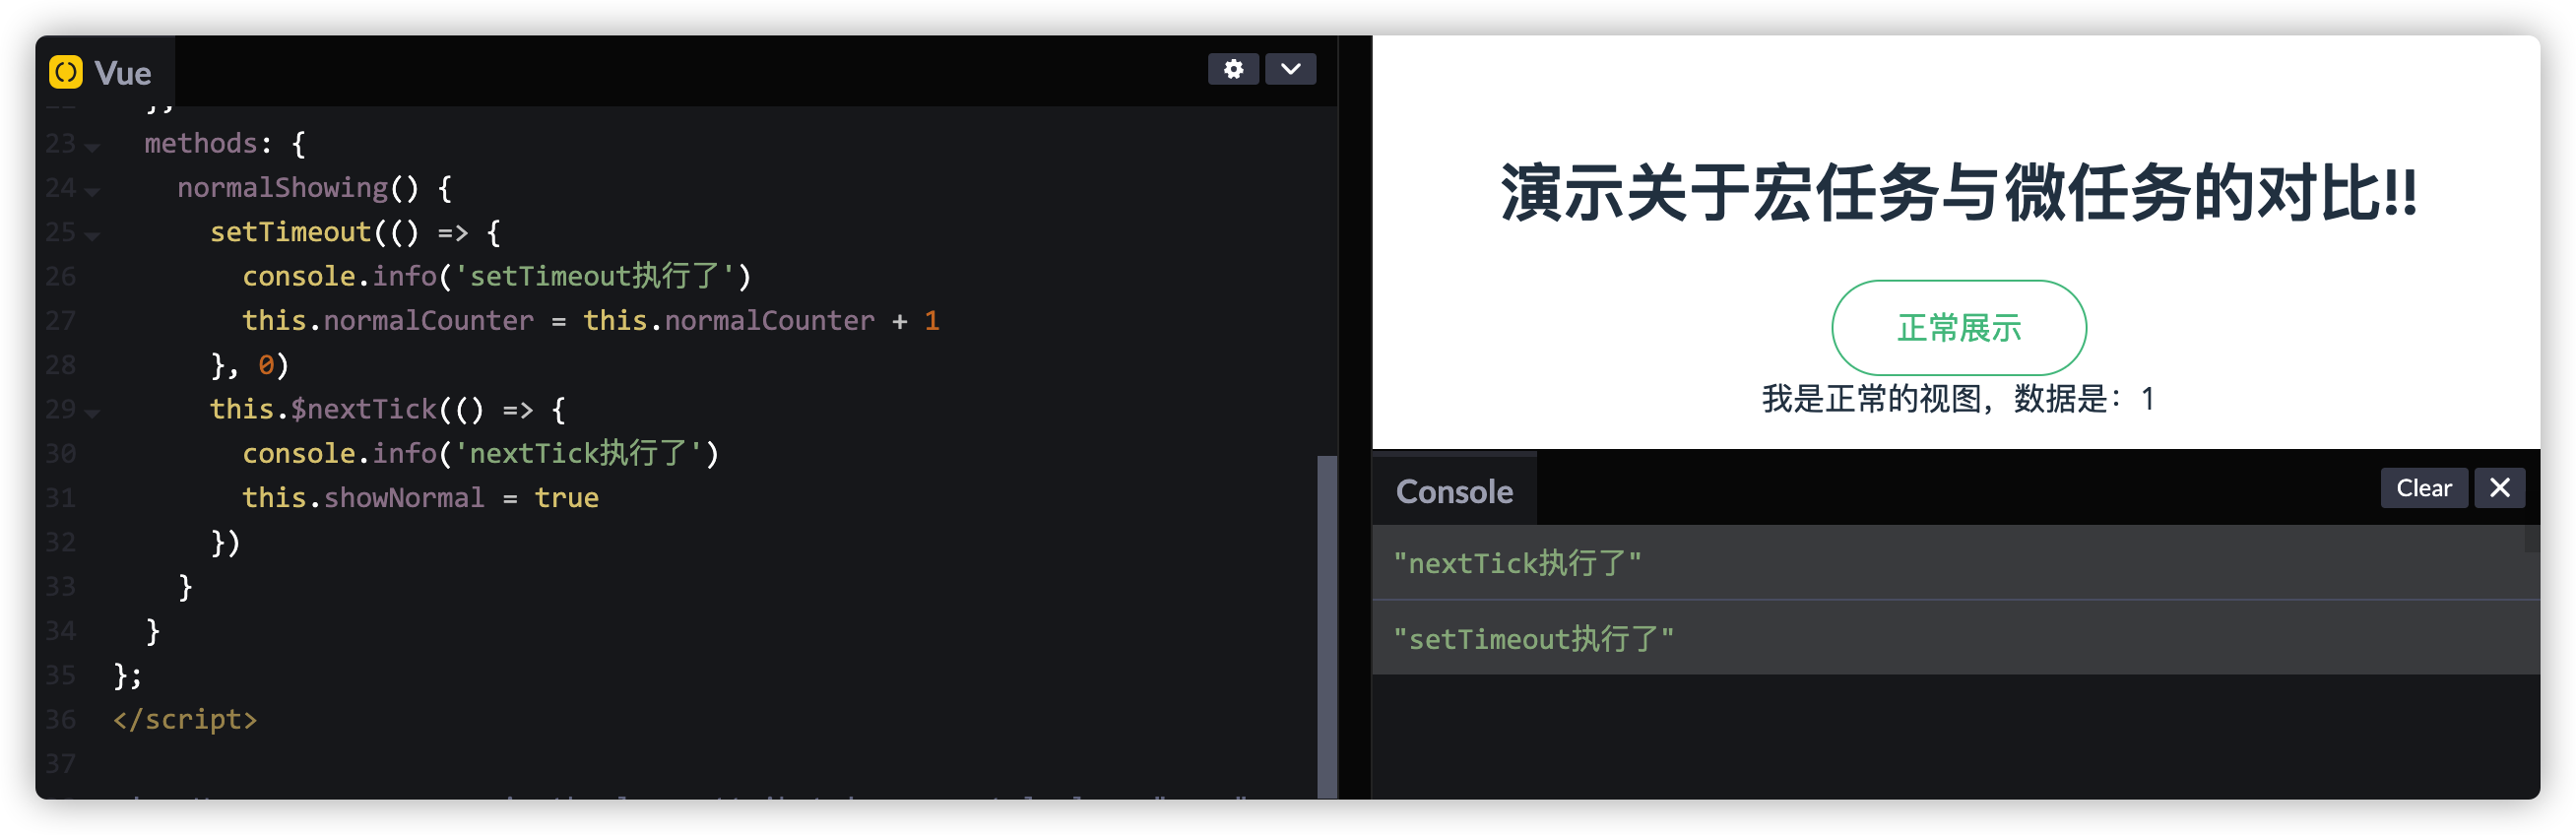 Vue
23 methods: {
24 normalShowing() {
25 setTimeout(() => {
26 console.info('setTimeout执行了')
27 this.normalCounter = this.normalCounter + 1
28 }, 0)
29 this.$nextTick(() => {
30 console.info('nextTick执行了')
31 this.showNormal = true
32 })
33 }
34 }
35 };
36 </script>
37
演示关于宏任务与微任务的对比!!
正常展示
我是正常的视图，数据是：1
Console
Clear
"nextTick执行了"
"setTimeout执行了"